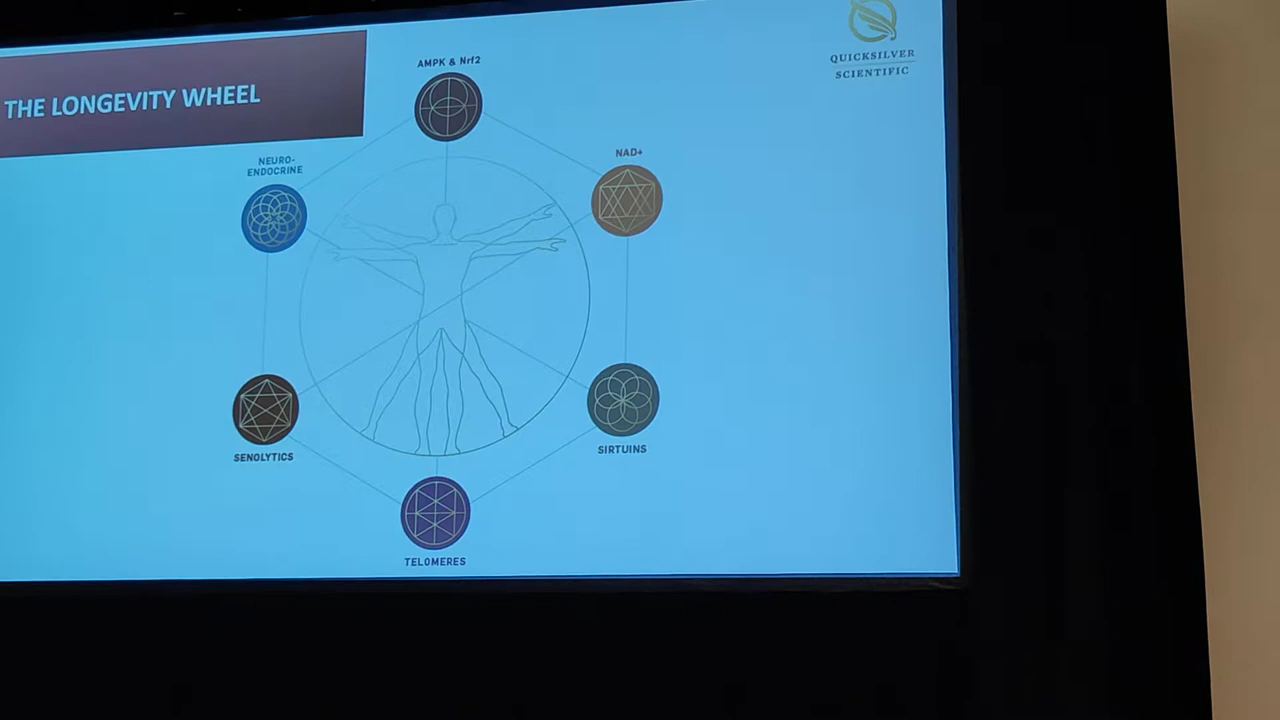 QUICKSILVER
SCIENTIFIC
THE LONGEVITY WHEEL
AMPK & Nrf2
NAD+
NEURO-
ENDOCRINE
SIRTUINS
SENOLYTICS
TELOMERES